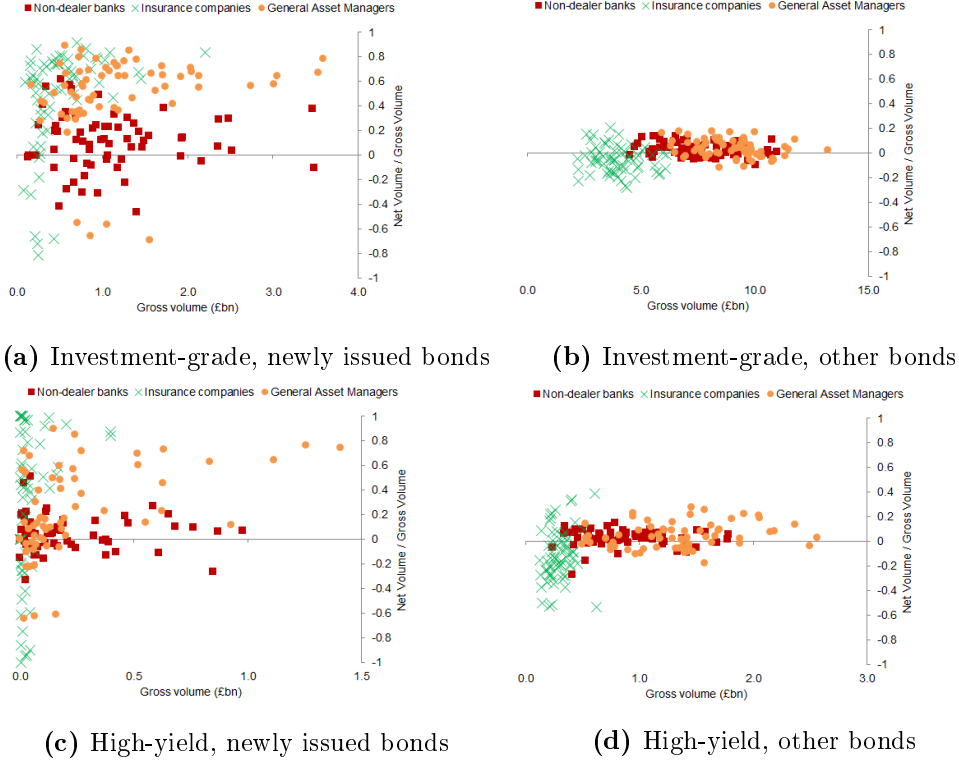 Non-dealer banks Insurance companies General Asset Managers
1
0.8
0.6
0.4
0.2
0
-0.2
-0.4
-0.6
-0.8
-1
Net Volume / Gross Volume
0.0 1.0 2.0 3.0 4.0
Gross volume (£bn)
(a) Investment-grade, newly issued bonds
Non-dealer banks Insurance companies General Asset Managers
1
0.8
0.6
0.4
0.2
0
-0.2
-0.4
-0.6
-0.8
-1
Net Volume / Gross Volume
0.0 5.0 10.0 15.0
Gross volume (£bn)
(b) Investment-grade, other bonds
Non-dealer banks Insurance companies General Asset Managers
1
0.8
0.6
0.4
0.2
0
-0.2
-0.4
-0.6
-0.8
-1
Net Volume / Gross Volume
0.0 0.5 1.0 1.5
Gross volume (£bn)
(c) High-yield, newly issued bonds
Non-dealer banks Insurance companies General Asset Managers
1
0.8
0.6
0.4
0.2
0
-0.2
-0.4
-0.6
-0.8
-1
Net Volume / Gross Volume
0.0 1.0 2.0 3.0
Gross volume (£bn)
(d) High-yield, other bonds